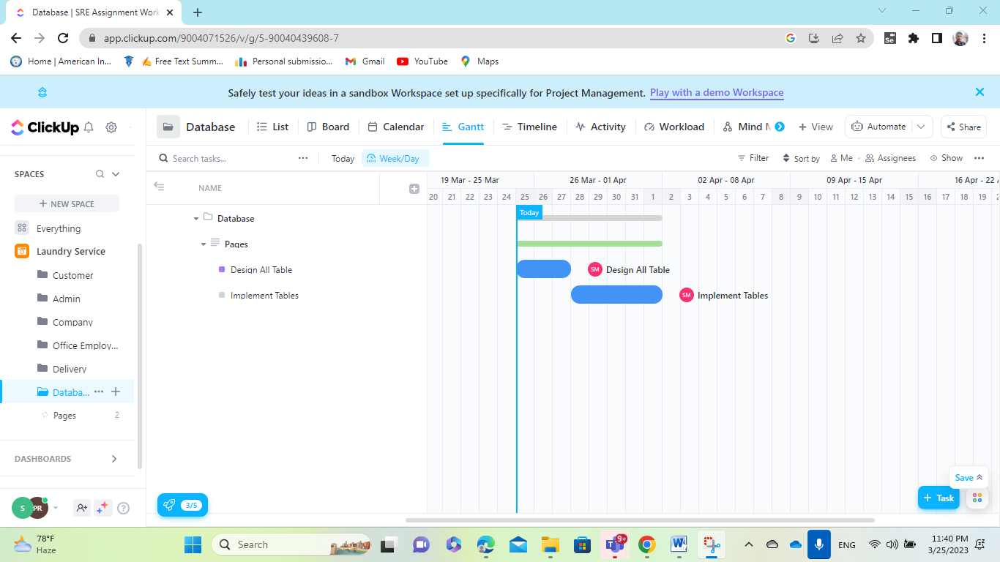 Database | SRE Assignment Work
app.clickup.com/9004071526/v/g/5-90040439608-7
Se
Home | American In...
Free Text Summ...
Personal submissio...
Gmail
YouTube
Maps
Safely test your ideas in a sandbox Workspace set up specifically for Project Management. Play with a demo Workspace
ClickUp
Database
List
Board
Calendar
Gantt
Timeline
Activity
Workload
Mind M
+ View
Automate
Share
Search tasks...
Today
Week/Day
Filter
Sort by
Me
Assignees
Show
SPACES
+ NEW SPACE
Everything
Laundry Service
Customer
Admin
Company
Office Employ...
Delivery
Databa...
Pages 2
DASHBOARDS
S PR
NAME
19 Mar - 25 Mar 26 Mar - 01 Apr 02 Apr - 08 Apr 09 Apr - 15 Apr 16 Apr - 22
20 21 22 23 24 25 26 27 28 29 30 31 1 2 3 4 5 6 7 8 9 10 11 12 13 14 15 16 17 18 19
Today
Database
Pages
Design All Table SM Design All Table
Implement Tables SM Implement Tables
3/5
Save
+ Task
78°F
Haze
Search
9+
ENG
11:40 PM
3/25/2023